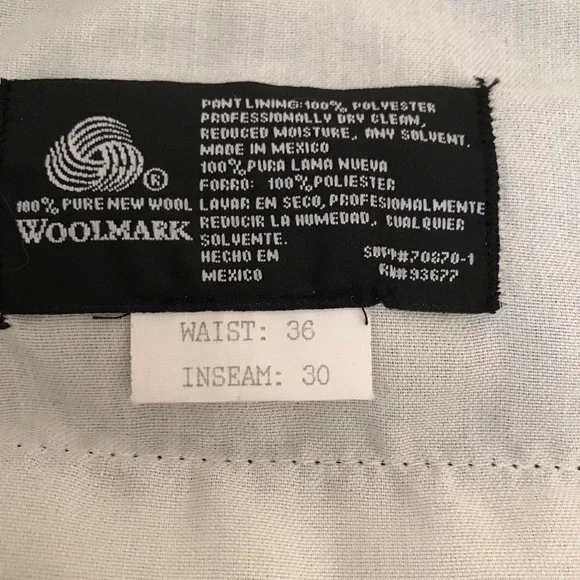 PANT LINING:100% POLYESTER
PROFESSIONALLY DRY CLEAN,
REDUCED MOISTURE, ANY SOLVENT.
MADE IN MEXICO
100% PURA LANA NUEVA
FORRO: 100% POLIESTER
LAVAR EN SECO, PROFESIONALMENTE
REDUCIR LA HUMEDAD, CUALQUIER
SOLVENTE.
HECHO EN
MEXICO
®
100% PURE NEW WOOL
WOOLMARK
SUPP#70870-1
RN#93677
WAIST: 36
INSEAM: 30